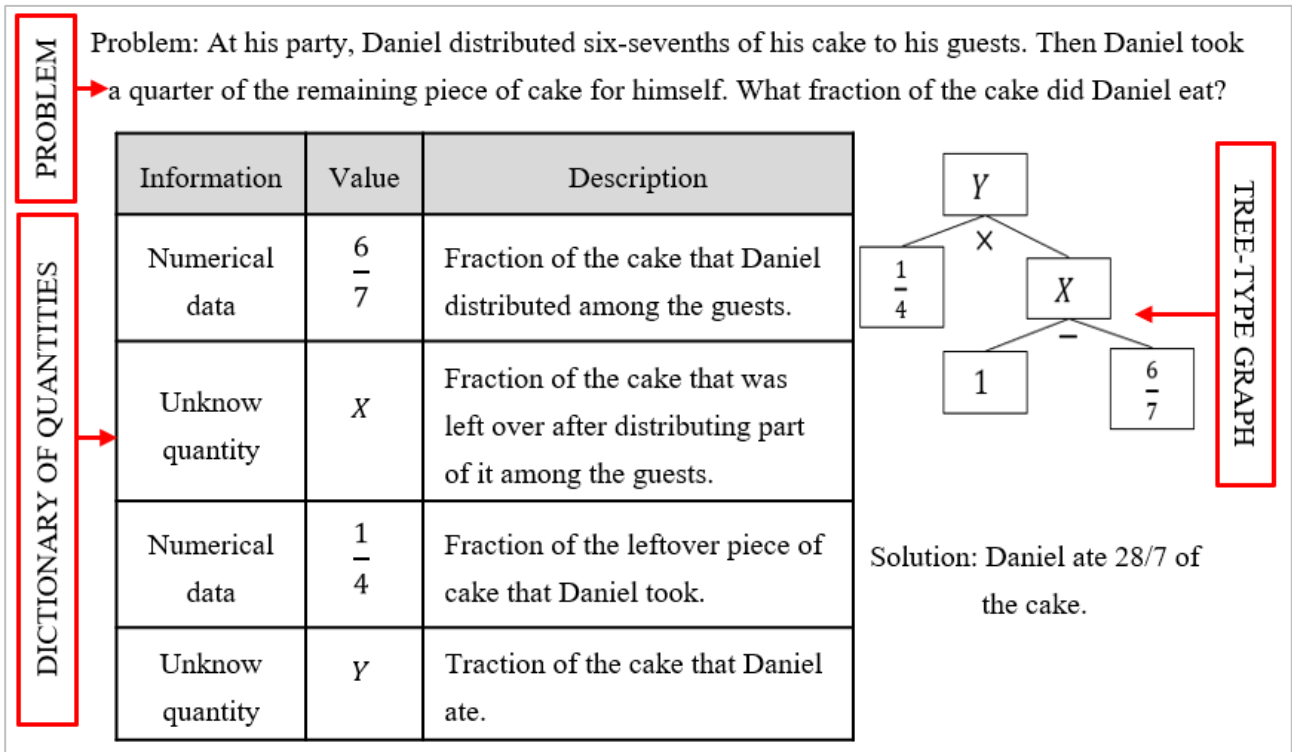 PROBLEM
Problem: At his party, Daniel distributed six-sevenths of his cake to his guests. Then Daniel took
a quarter of the remaining piece of cake for himself. What fraction of the cake did Daniel eat?
DICTIONARY OF QUANTITIES
Information Value Description
Numerical
data
6
7
Fraction of the cake that Daniel
distributed among the guests.
Unknow
quantity
X
Fraction of the cake that was
left over after distributing part
of it among the guests.
Numerical
data
1
4
Fraction of the leftover piece of
cake that Daniel took.
Unknow
quantity
Y
Traction of the cake that Daniel
ate.
Y
×
1
4
X
−
1
6
7
TREE-TYPE GRAPH
Solution: Daniel ate 28/7 of
the cake.